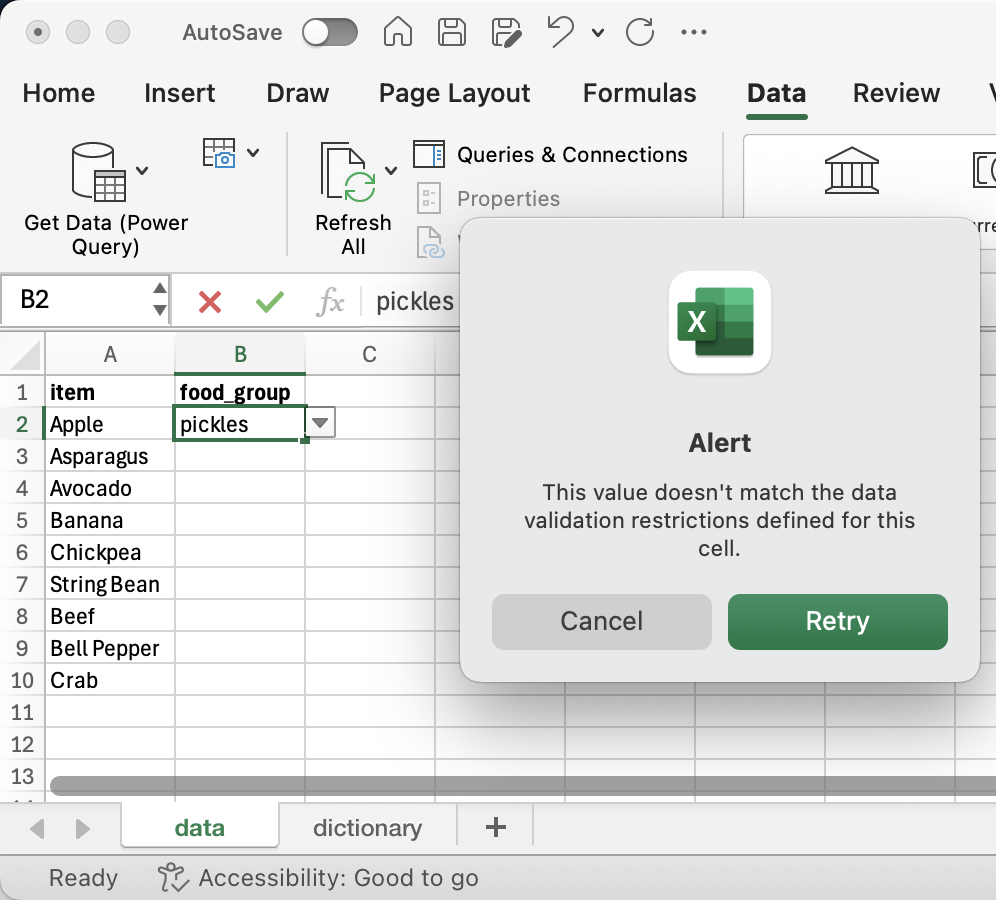 AutoSave
Home Insert Draw Page Layout Formulas Data Review
Get Data (Power
Query)
Refresh
All
Queries & Connections
Properties
B2 fx pickles
A B C
1 item food_group
2 Apple pickles
3 Asparagus
4 Avocado
5 Banana
6 Chickpea
7 String Bean
8 Beef
9 Bell Pepper
10 Crab
11
12
13
X
Alert
This value doesn't match the data
validation restrictions defined for this
cell.
Cancel Retry
data dictionary +
Ready Accessibility: Good to go